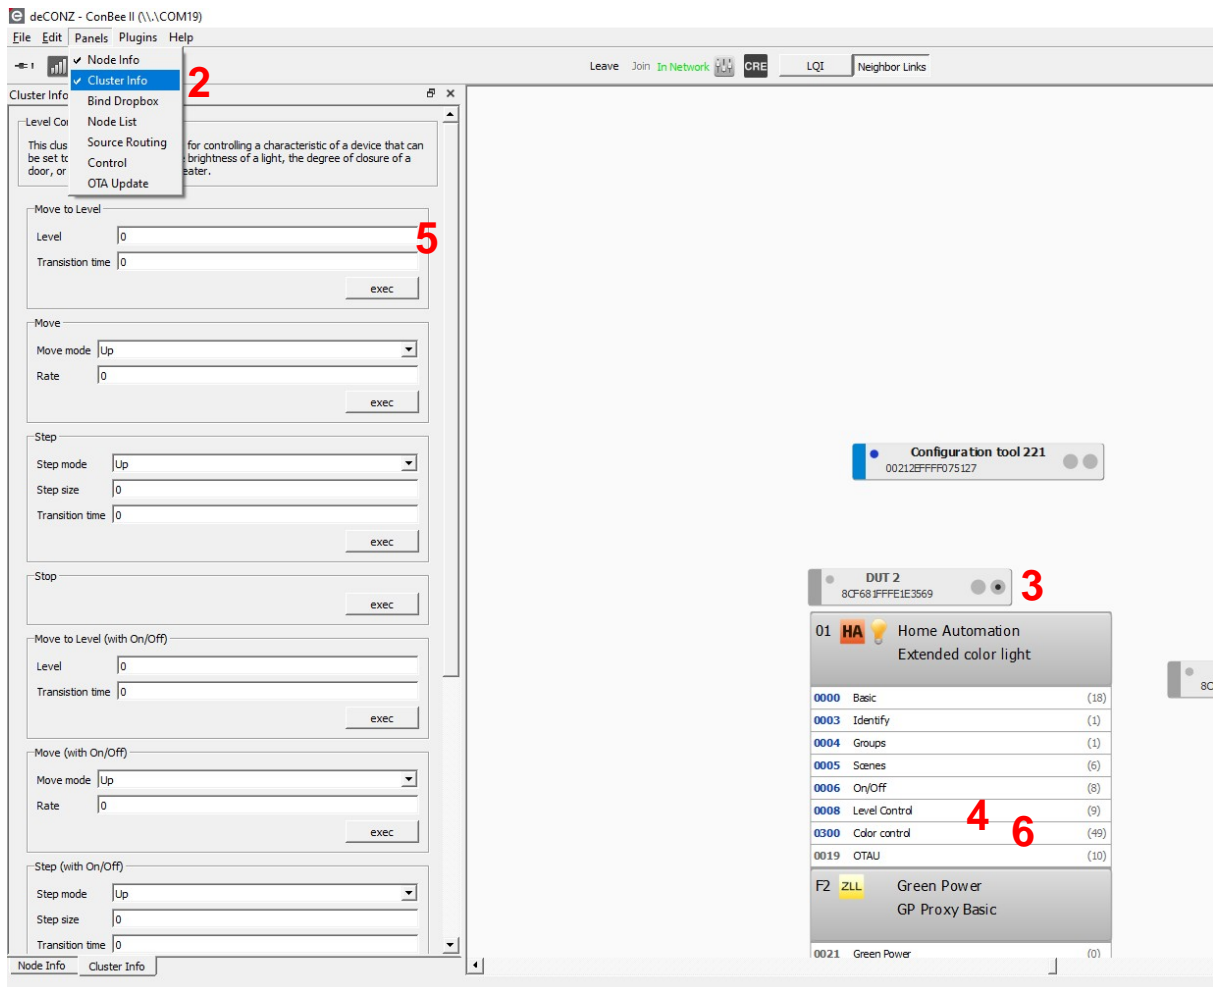 deCONZ - ConBee II (\\.\COM19)
File Edit Panels Plugins Help
Node Info
Cluster Info
Bind Dropbox
Node List
Source Routing
Control
OTA Update
2
Leave Join In Network CRE LQI Neighbor Links
Cluster Info
Level Co
This clus for controlling a characteristic of a device that can
be set to brightness of a light, the degree of closure of a
door, or eater.
Move to Level
Level 0
5
Transistion time 0
exec
Move
Move mode Up
Rate 0
exec
Step
Step mode Up
Step size 0
Transition time 0
exec
Stop
exec
Move to Level (with On/Off)
Level 0
Transistion time 0
exec
Move (with On/Off)
Move mode Up
Rate 0
exec
Step (with On/Off)
Step mode Up
Step size 0
Transition time 0
Node Info Cluster Info
Configuration tool 221
00212EFFFF075127
DUT 2
8CF681FFFE1E3569
3
01 HA Home Automation
Extended color light
0000 Basic (18)
0003 Identify (1)
0004 Groups (1)
0005 Scenes (6)
0006 On/Off (8)
0008 Level Control (9)
4
0300 Color control (49)
6
0019 OTAU (10)
F2 ZLL Green Power
GP Proxy Basic
0021 Green Power (0)
8C